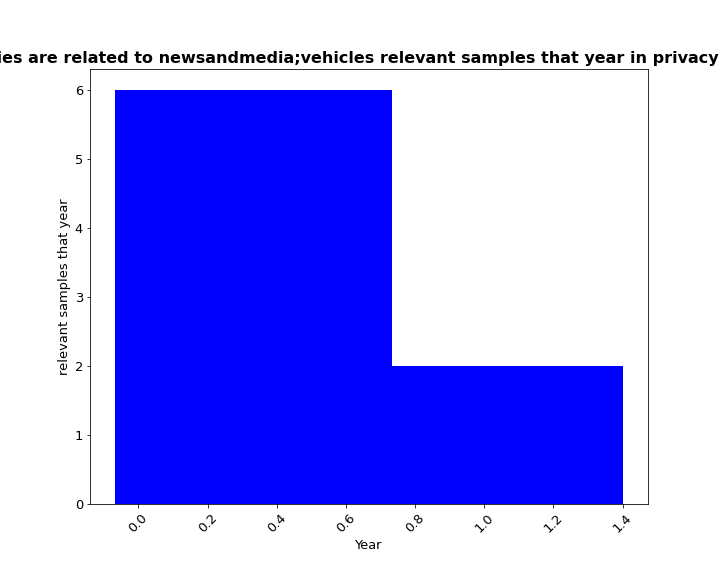 ies are related to newsandmedia;vehicles relevant samples that year in privacy
6
5
4
3
2
1
0
relevant samples that year
0.0 0.2 0.4 0.6 0.8 1.0 1.2 1.4
Year